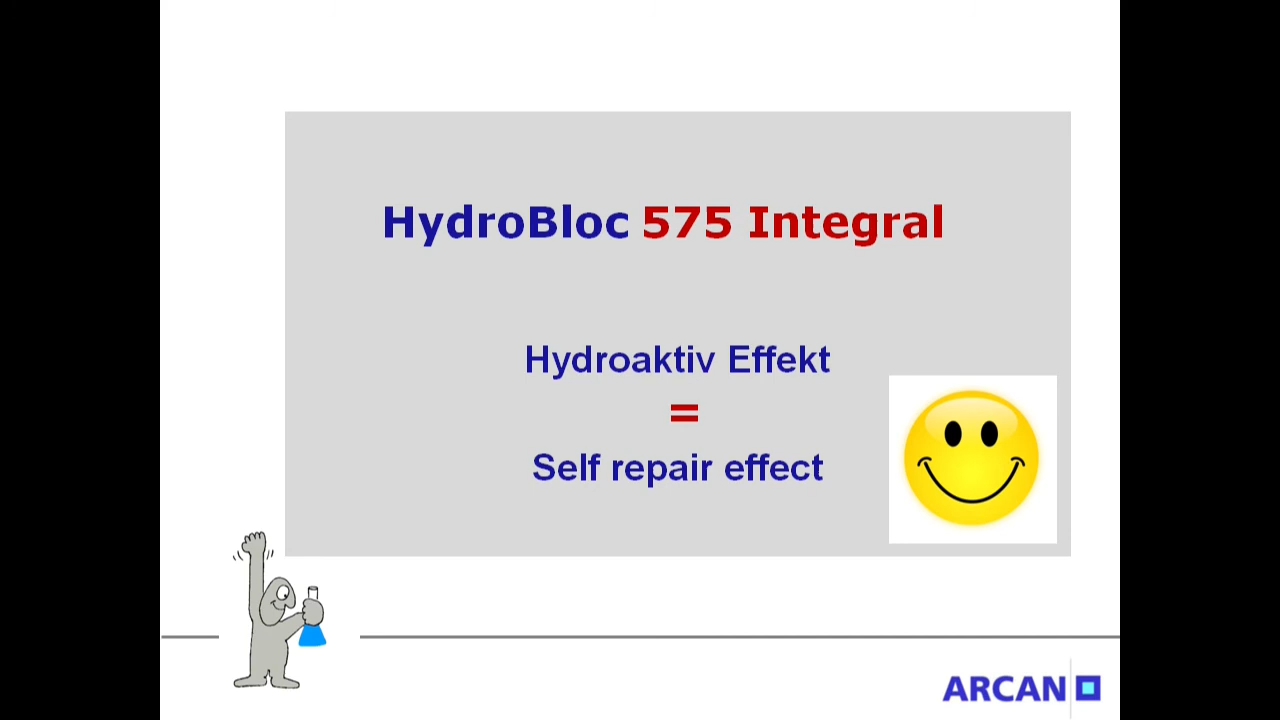 HydroBloc 575 Integral
Hydroaktiv Effekt
=
Self repair effect
ARCAN